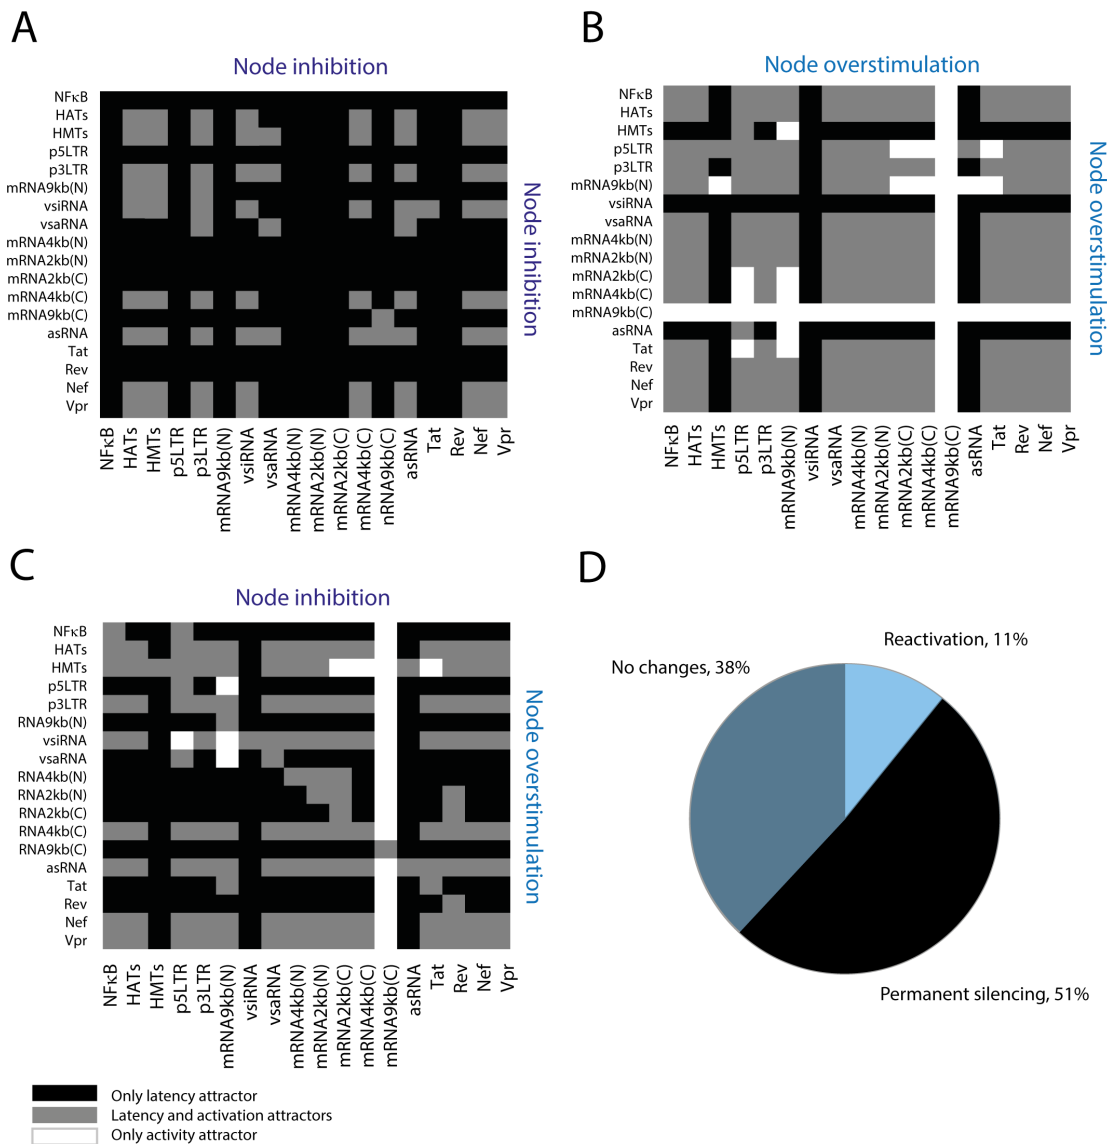 A
Node inhibition
NFκB
HATs
HMTs
p5LTR
p3LTR
mRNA9kb(N)
vsiRNA
vsaRNA
mRNA4kb(N)
mRNA2kb(N)
mRNA2kb(C)
mRNA4kb(C)
mRNA9kb(C)
asRNA
Tat
Rev
Nef
Vpr
Node inhibition
NFκB
HATs
HMTs
p5LTR
p3LTR
mRNA9kb(N)
vsiRNA
vsaRNA
mRNA4kb(N)
mRNA2kb(N)
mRNA2kb(C)
mRNA4kb(C)
nRNA9kb(C)
asRNA
Tat
Rev
Nef
Vpr
B
Node overstimulation
NFκB
HATs
HMTs
p5LTR
p3LTR
mRNA9kb(N)
vsiRNA
vsaRNA
mRNA4kb(N)
mRNA2kb(N)
mRNA2kb(C)
mRNA4kb(C)
mRNA9kb(C)
asRNA
Tat
Rev
Nef
Vpr
Node overstimulation
NFκB
HATs
HMTs
p5LTR
p3LTR
mRNA9kb(N)
vsiRNA
vsaRNA
mRNA4kb(N)
mRNA2kb(N)
mRNA2kb(C)
mRNA4kb(C)
mRNA9kb(C)
asRNA
Tat
Rev
Nef
Vpr
C
Node inhibition
NFκB
HATs
HMTs
p5LTR
p3LTR
RNA9kb(N)
vsiRNA
vsaRNA
RNA4kb(N)
RNA2kb(N)
RNA2kb(C)
RNA4kb(C)
RNA9kb(C)
asRNA
Tat
Rev
Nef
Vpr
Node overstimulation
NFκB
HATs
HMTs
p5LTR
p3LTR
mRNA9kb(N)
vsiRNA
vsaRNA
mRNA4kb(N)
mRNA2kb(N)
mRNA2kb(C)
mRNA4kb(C)
mRNA9kb(C)
asRNA
Tat
Rev
Nef
Vpr
Only latency attractor
Latency and activation attractors
Only activity attractor
D
Reactivation, 11%
No changes, 38%
Permanent silencing, 51%